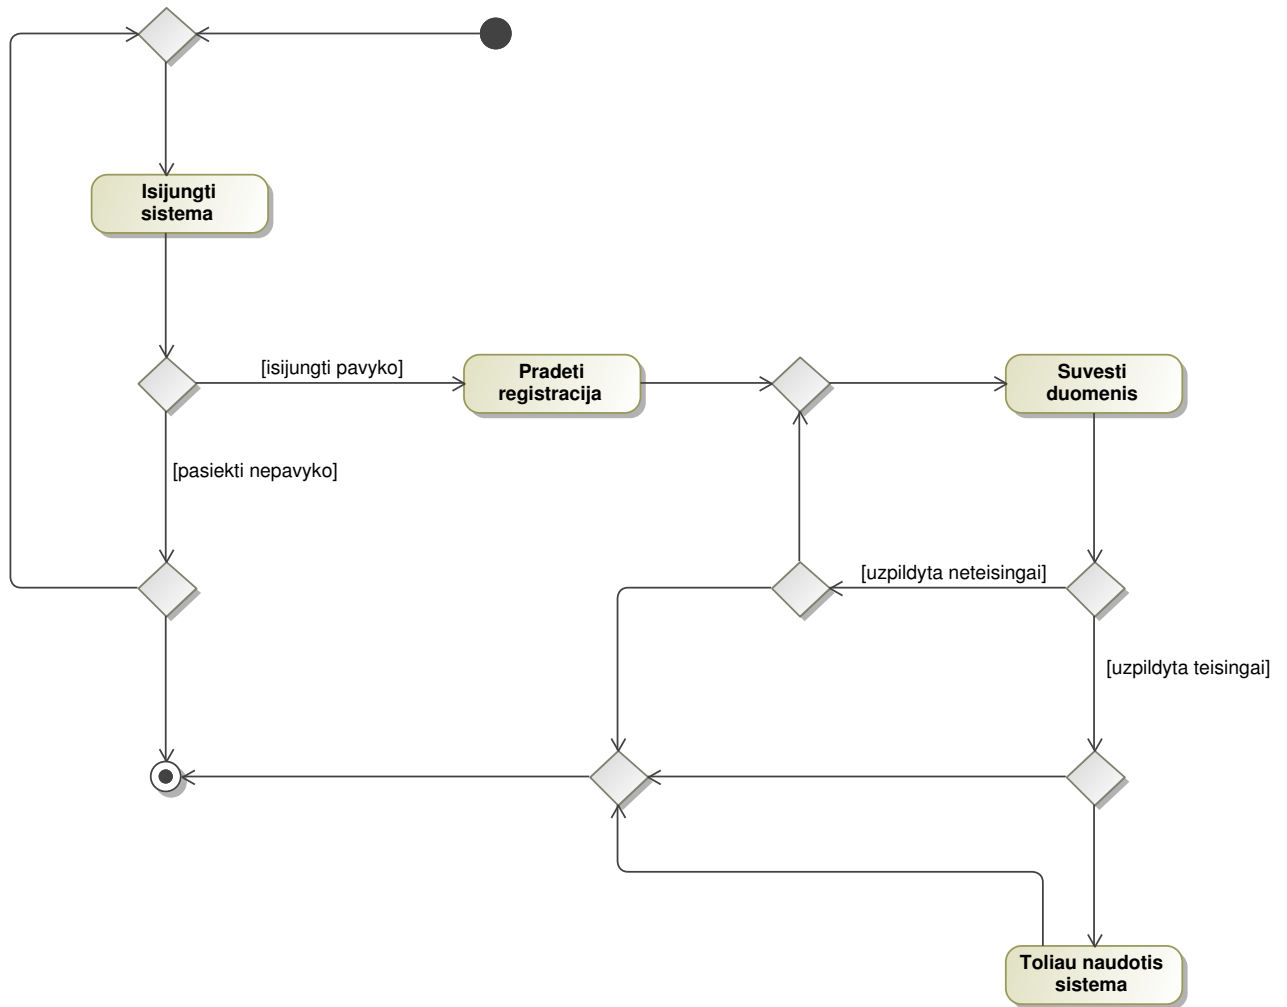 Isijungti
sistema
[isijungti pavyko]
Pradeti
registracija
Suvesti
duomenis
[pasiekti nepavyko]
[uzpildyta neteisingai]
[uzpildyta teisingai]
Toliau naudotis
sistema